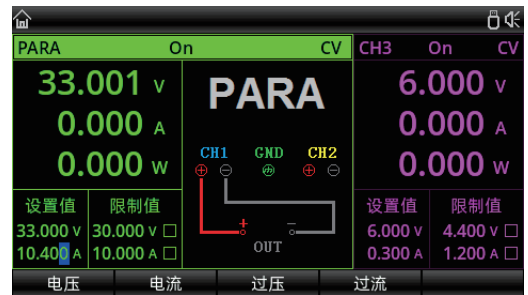 PARA On CV CH3 On CV
33.001 V
0.000 A
0.000 W
PARA
CH1 GND CH2
+ −
OUT
6.000 V
0.000 A
0.000 W
设置值 限制值
33.000 V 30.000 V
10.400 A 10.000 A
设置值 限制值
6.000 V 4.400 V
0.300 A 1.200 A
电压 电流 过压 过流